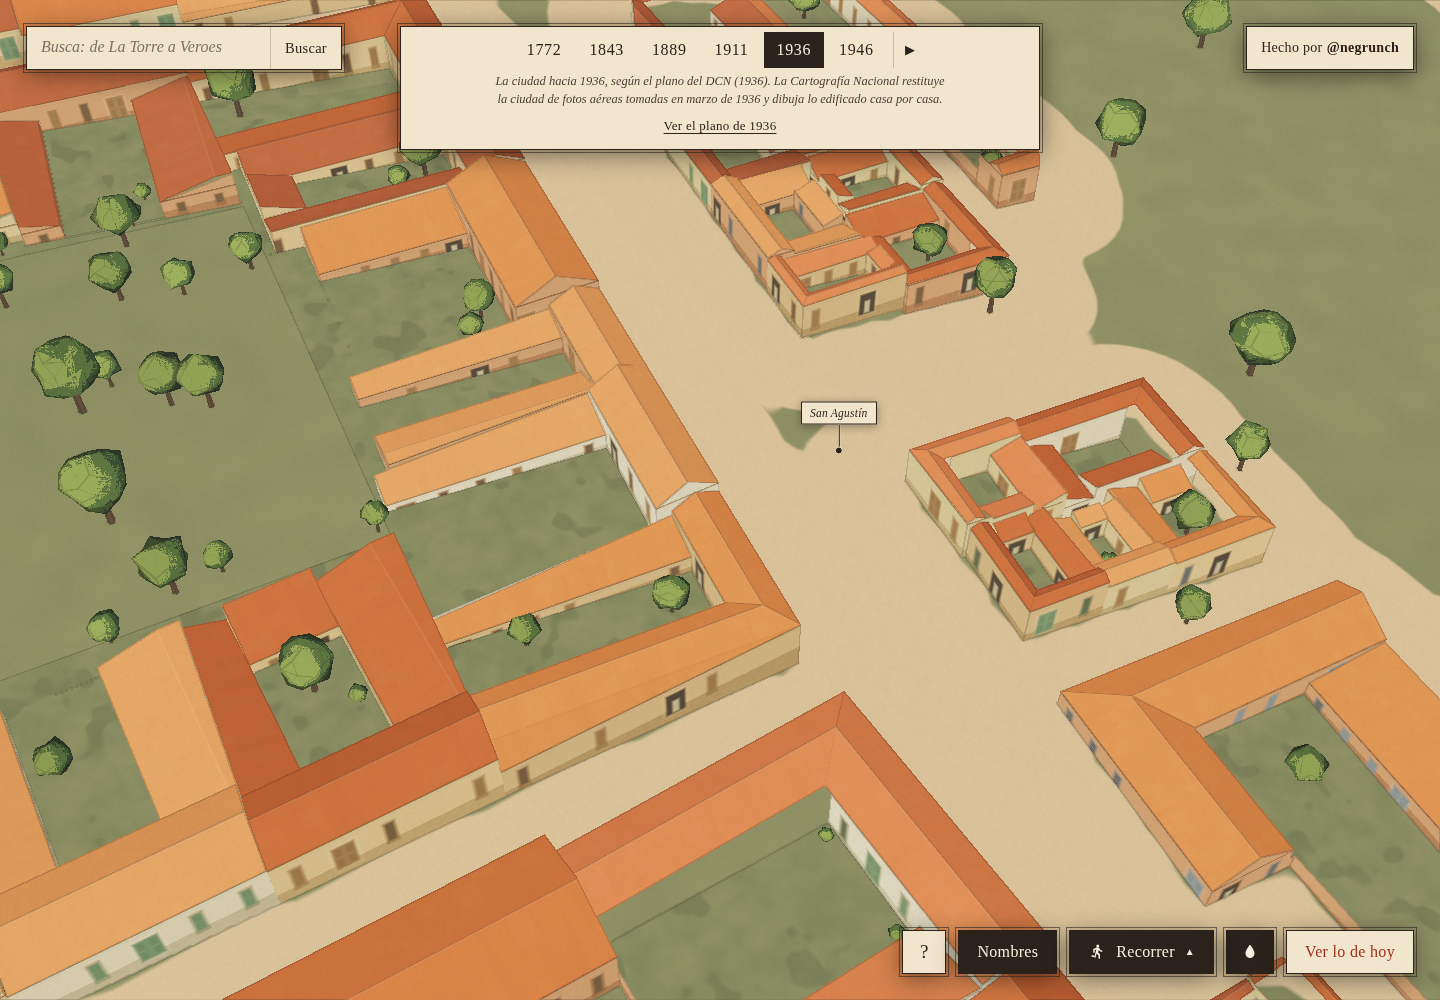 Busca: de La Torre a Veroes
Buscar
1772 1843 1889 1911 1936 1946
La ciudad hacia 1936, según el plano del DCN (1936). La Cartografía Nacional restituye
la ciudad de fotos aéreas tomadas en marzo de 1936 y dibuja lo edificado casa por casa.
Ver el plano de 1936
Hecho por @negrunch
San Agustín
?
Nombres
Recorrer
Ver lo de hoy